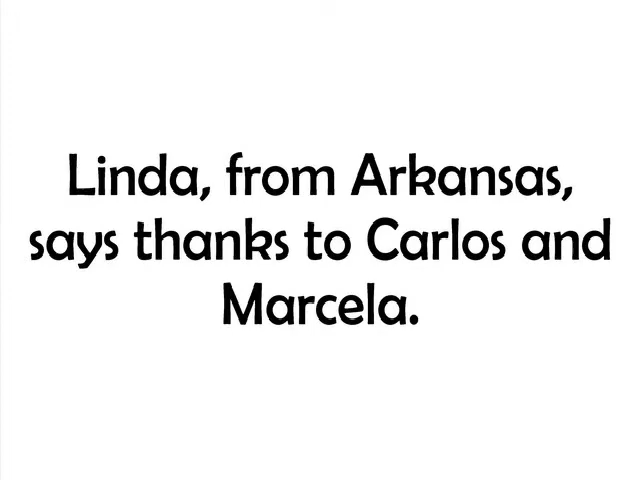 Linda, from Arkansas,
says thanks to Carlos and
Marcela.